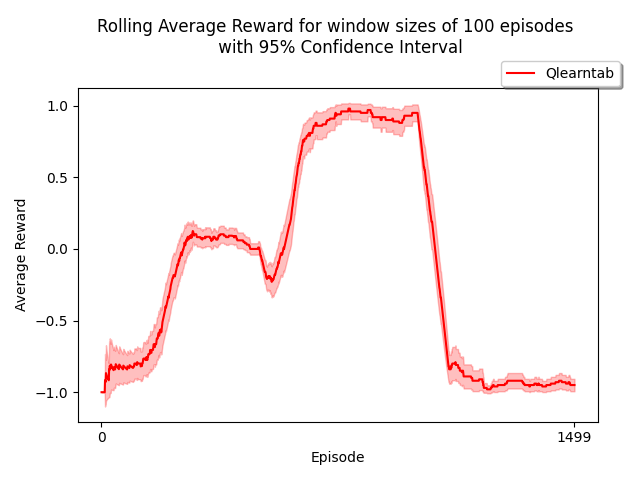 Rolling Average Reward for window sizes of 100 episodes
with 95% Confidence Interval
Qlearntab
1.0
0.5
0.0
−0.5
−1.0
Average Reward
0
1499
Episode